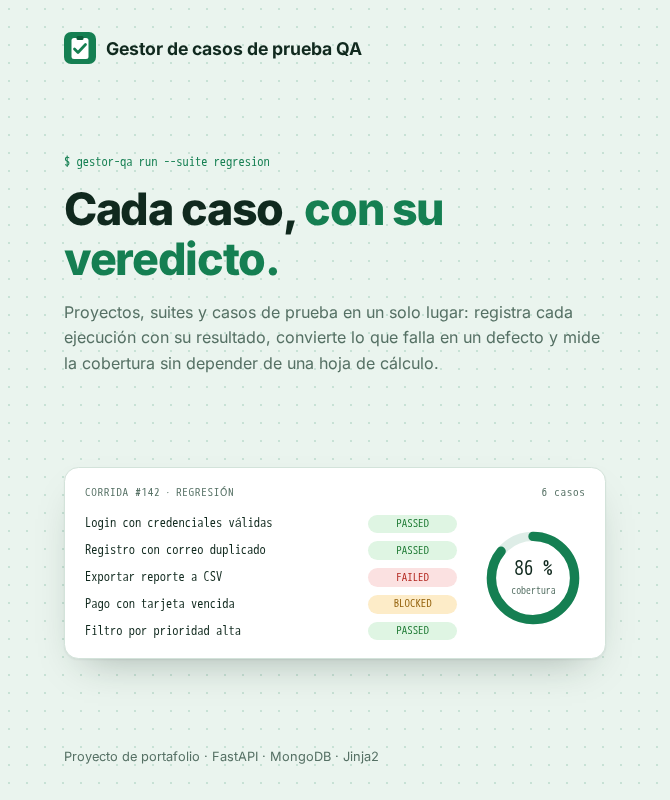 Gestor de casos de prueba QA
$ gestor-qa run --suite regresion
Cada caso, con su
veredicto.
Proyectos, suites y casos de prueba en un solo lugar: registra cada
ejecución con su resultado, convierte lo que falla en un defecto y mide
la cobertura sin depender de una hoja de cálculo.
CORRIDA #142 · REGRESIÓN 6 casos
Login con credenciales válidas PASSED
Registro con correo duplicado PASSED
Exportar reporte a CSV FAILED
Pago con tarjeta vencida BLOCKED
Filtro por prioridad alta PASSED
86 %
cobertura
Proyecto de portafolio · FastAPI · MongoDB · Jinja2